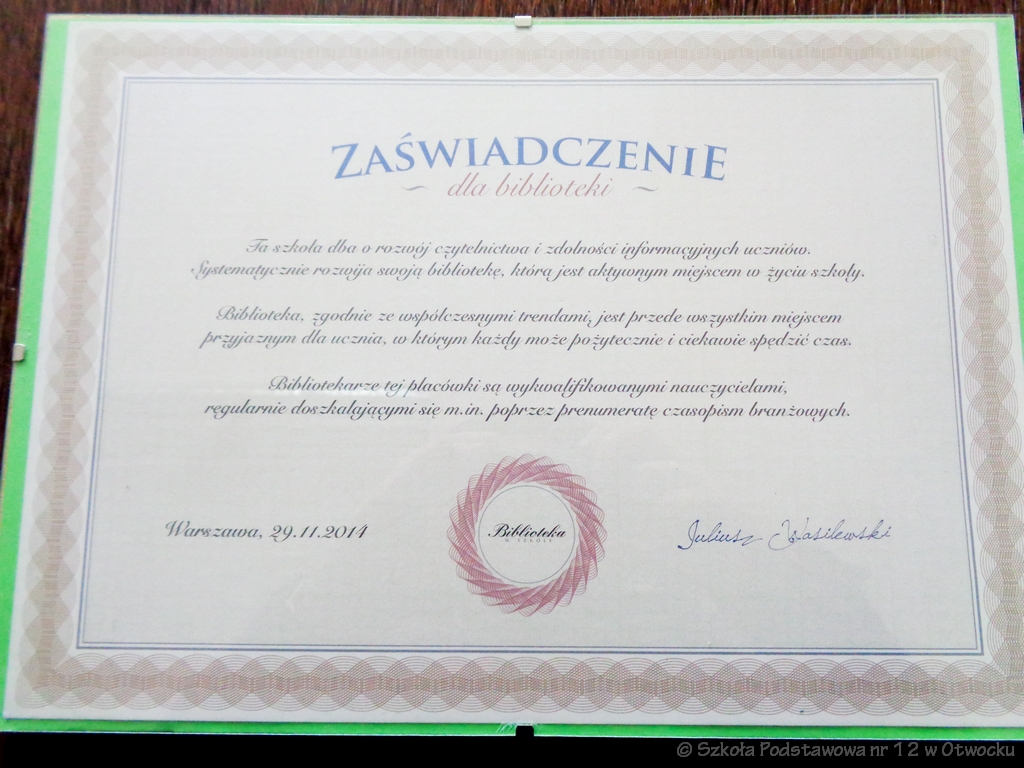 ZAŚWIADCZENIE
~ dla biblioteki ~
Ta szkoła dba o rozwój czytelnictwa i zdolności informacyjnych uczniów.
Systematycznie rozwija swoją bibliotekę, którą jest aktywnym miejscem w życiu szkoły.
Biblioteka, zgodnie ze współczesnymi trendami, jest przede wszystkim miejscem
przyjaznym dla ucznia, w którym każdy może pożytecznie i ciekawie spędzić czas.
Bibliotekarze tej placówki są wykwalifikowanymi nauczycielami,
regularnie doszkalającymi się m.in. poprzez prenumeratę czasopism branżowych.
Warszawa, 29.11.2014
Biblioteka
W SZKOLE
Juliusz Wasilewski
© Szkoła Podstawowa nr 12 w Otwocku